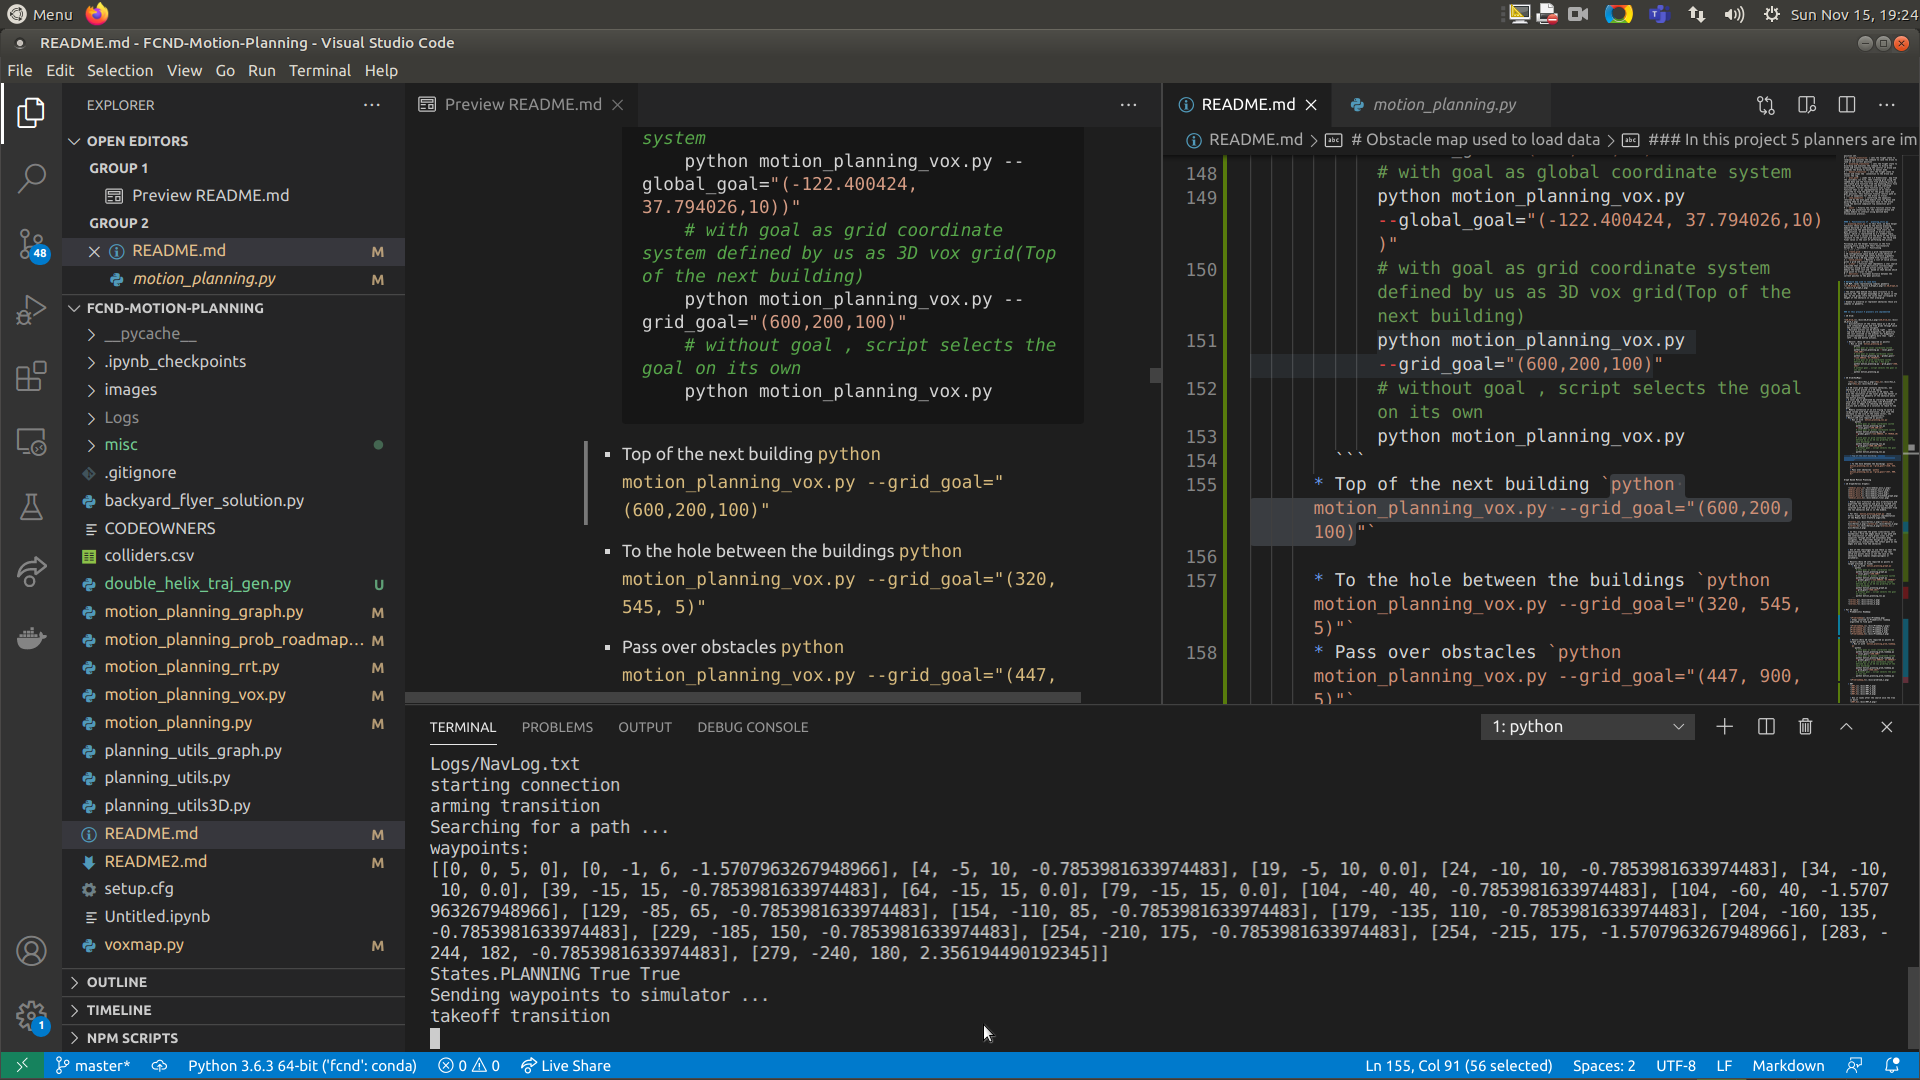 Menu
Sun Nov 15, 19:24
README.md - FCND-Motion-Planning - Visual Studio Code
File Edit Selection View Go Run Terminal Help
EXPLORER
OPEN EDITORS
GROUP 1
Preview README.md
GROUP 2
README.md M
motion_planning.py M
FCND-MOTION-PLANNING
__pycache__
.ipynb_checkpoints
images
Logs
misc
.gitignore
backyard_flyer_solution.py
CODEOWNERS
colliders.csv
double_helix_traj_gen.py U
motion_planning_graph.py M
motion_planning_prob_roadmap... M
motion_planning_rrt.py M
motion_planning_vox.py M
motion_planning.py M
planning_utils_graph.py
planning_utils.py
planning_utils3D.py
README.md M
README2.md M
setup.cfg
Untitled.ipynb
voxmap.py M
OUTLINE
TIMELINE
NPM SCRIPTS
48
1
Preview README.md
system
python motion_planning_vox.py --
global_goal="(-122.400424,
37.794026,10))"
# with goal as grid coordinate
system defined by us as 3D vox grid(Top
of the next building)
python motion_planning_vox.py --
grid_goal="(600,200,100)"
# without goal , script selects the
goal on its own
python motion_planning_vox.py
Top of the next building python
motion_planning_vox.py --grid_goal="
(600,200,100)"
To the hole between the buildings python
motion_planning_vox.py --grid_goal="(320,
545, 5)"
Pass over obstacles python
motion_planning_vox.py --grid_goal="(447,
README.md motion_planning.py
README.md > # Obstacle map used to load data > ### In this project 5 planners are im
148 # with goal as global coordinate system
149 python motion_planning_vox.py
--global_goal="(-122.400424, 37.794026,10)
)"
150 # with goal as grid coordinate system
defined by us as 3D vox grid(Top of the
next building)
151 python motion_planning_vox.py
--grid_goal="(600,200,100)"
152 # without goal , script selects the goal
on its own
153 python motion_planning_vox.py
154 ```
155 * Top of the next building `python
motion_planning_vox.py --grid_goal="(600,200,
100)"`
156
157 * To the hole between the buildings `python
motion_planning_vox.py --grid_goal="(320, 545,
5)"`
158 * Pass over obstacles `python
motion_planning_vox.py --grid_goal="(447, 900,
5)"`
TERMINAL PROBLEMS OUTPUT DEBUG CONSOLE
1: python
Logs/NavLog.txt
starting connection
arming transition
Searching for a path ...
waypoints:
[[0, 0, 5, 0], [0, -1, 6, -1.5707963267948966], [4, -5, 10, -0.7853981633974483], [19, -5, 10, 0.0], [24, -10, 10, -0.7853981633974483], [34, -10,
10, 0.0], [39, -15, 15, -0.7853981633974483], [64, -15, 15, 0.0], [79, -15, 15, 0.0], [104, -40, 40, -0.7853981633974483], [104, -60, 40, -1.5707
963267948966], [129, -85, 65, -0.7853981633974483], [154, -110, 85, -0.7853981633974483], [179, -135, 110, -0.7853981633974483], [204, -160, 135,
-0.7853981633974483], [229, -185, 150, -0.7853981633974483], [254, -210, 175, -0.7853981633974483], [254, -215, 175, -1.5707963267948966], [283, -
244, 182, -0.7853981633974483], [279, -240, 180, 2.356194490192345]]
States.PLANNING True True
Sending waypoints to simulator ...
takeoff transition
master* Python 3.6.3 64-bit ('fcnd': conda) 0 0 Live Share Ln 155, Col 91 (56 selected) Spaces: 2 UTF-8 LF Markdown